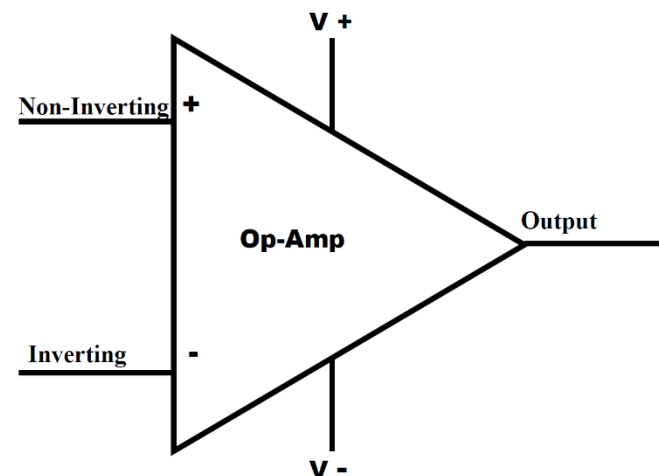 V +
Non-Inverting
+
Output
Op-Amp
Inverting
-
V -